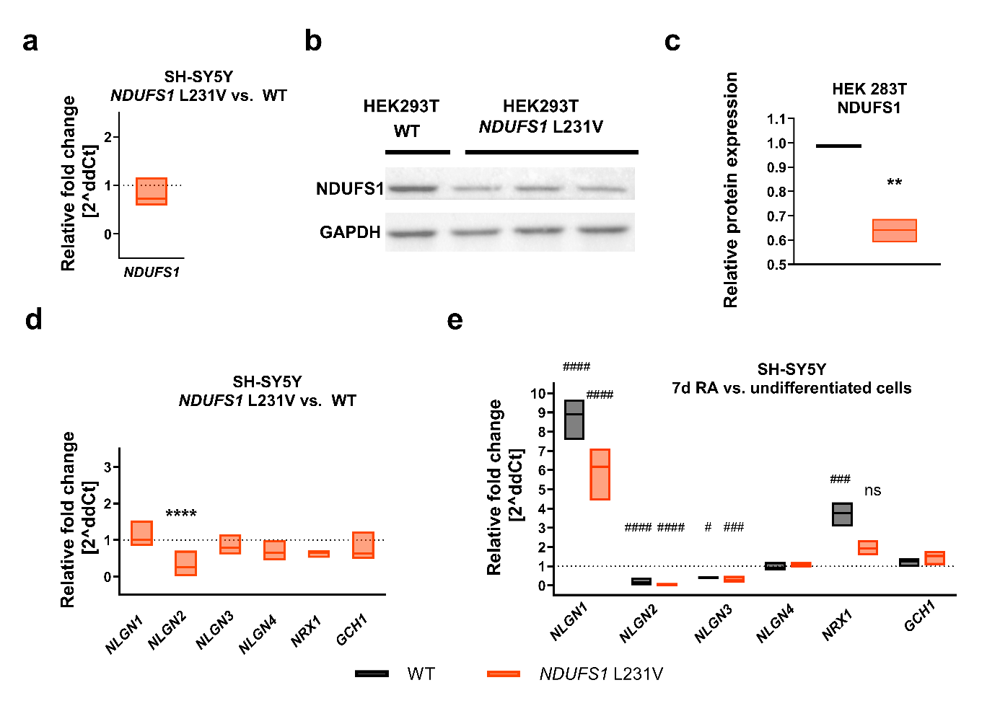 a
SH-SY5Y
NDUFS1 L231V vs. WT
Relative fold change
[2^ddCt]
2
1
0
NDUFS1
b
HEK293T
WT
HEK293T
NDUFS1 L231V
NDUFS1
GAPDH
c
HEK 283T
NDUFS1
Relative protein expression
1.1
1.0
0.9
0.8
0.7
0.6
0.5
**
d
SH-SY5Y
NDUFS1 L231V vs. WT
Relative fold change
[2^ddCt]
3
2
1
0
****
NLGN1
NLGN2
NLGN3
NLGN4
NRX1
GCH1
e
SH-SY5Y
7d RA vs. undifferentiated cells
Relative fold change
[2^ddCt]
10
9
8
7
6
5
4
3
2
1
0
####
####
#### ####
# ###
###
ns
NLGN1
NLGN2
NLGN3
NLGN4
NRX1
GCH1
WT
NDUFS1 L231V